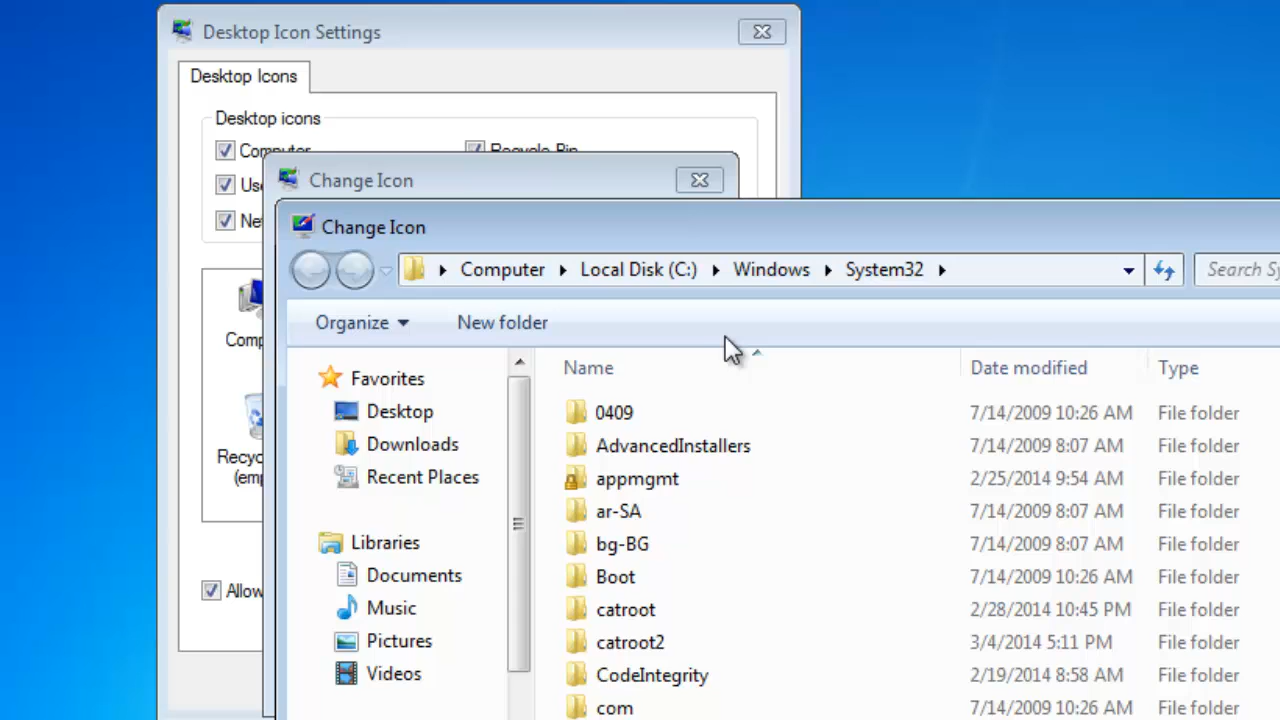 Desktop Icon Settings
Desktop Icons
Desktop icons
Computer
Recycle Bin
Change Icon
Change Icon
Computer Local Disk (C:) Windows System32
Organize New folder
Name Date modified Type
Favorites
Desktop
Downloads
Recent Places
Libraries
Documents
Music
Pictures
Videos
0409 7/14/2009 10:26 AM File folder
AdvancedInstallers 7/14/2009 8:07 AM File folder
appmgmt 2/25/2014 9:54 AM File folder
ar-SA 7/14/2009 8:07 AM File folder
bg-BG 7/14/2009 8:07 AM File folder
Boot 7/14/2009 10:26 AM File folder
catroot 2/28/2014 10:45 PM File folder
catroot2 3/4/2014 5:11 PM File folder
CodeIntegrity 2/19/2014 8:58 AM File folder
com 7/14/2009 10:26 AM File folder
Allow